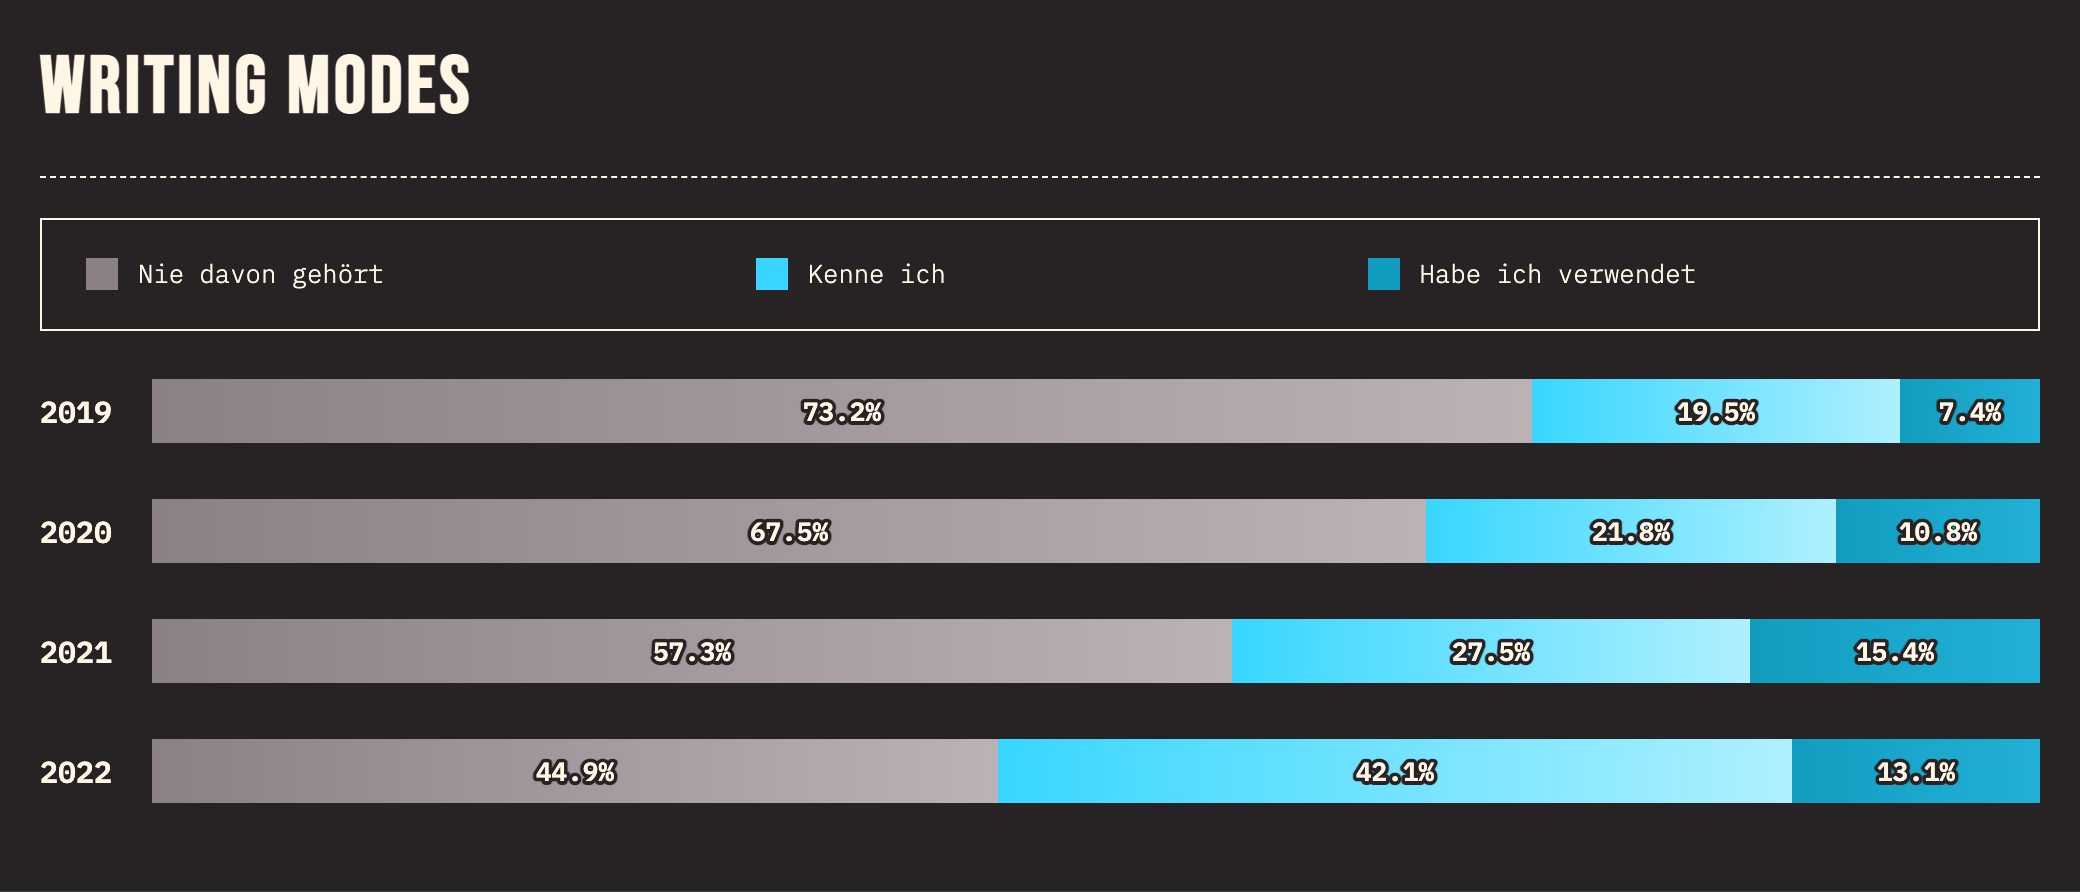 WRITING MODES
Nie davon gehört Kenne ich Habe ich verwendet
2019 73.2% 19.5% 7.4%
2020 67.5% 21.8% 10.8%
2021 57.3% 27.5% 15.4%
2022 44.9% 42.1% 13.1%